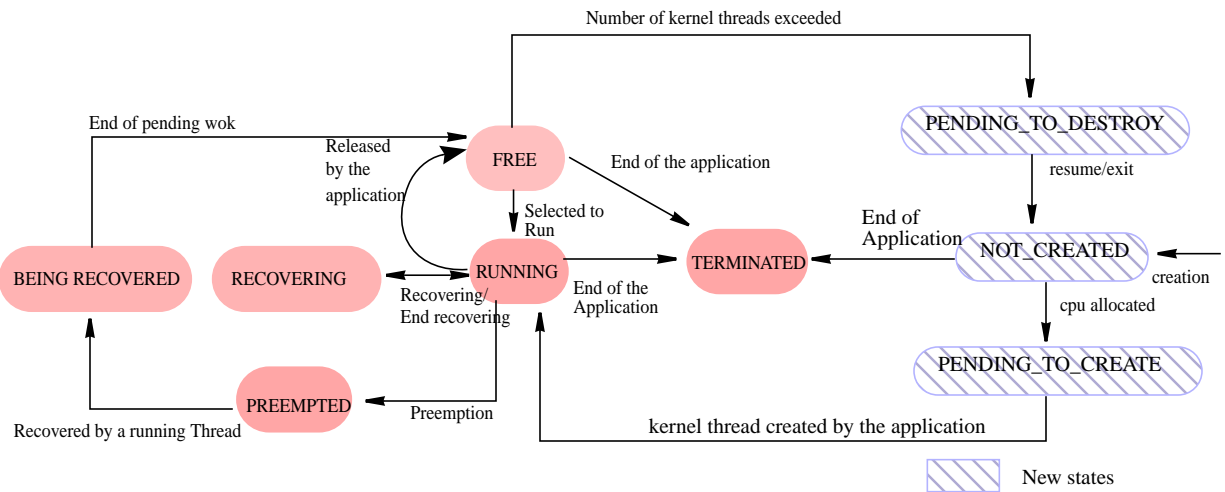 Number of kernel threads exceeded
PENDING_TO_DESTROY
End of pending wok
Released
by the
application
FREE
End of the application
resume/exit
Selected to
Run
End of
Application
NOT_CREATED
BEING RECOVERED
RECOVERING
RUNNING
TERMINATED
creation
Recovering/
End recovering
End of the
Application
cpu allocated
PENDING_TO_CREATE
PREEMPTED
Preemption
Recovered by a running Thread
kernel thread created by the application
New states